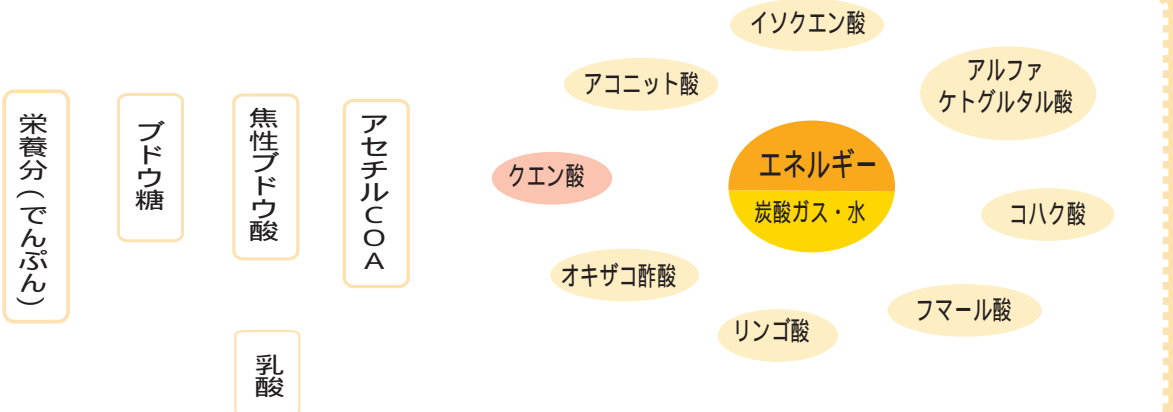 栄養分(でんぷん)
ブドウ糖
焦性ブドウ酸
乳酸
アセチルCOA
クエン酸
アコニット酸
イソクエン酸
アルファ
ケトグルタル酸
コハク酸
フマール酸
リンゴ酸
オキザコ酢酸
エネルギー
炭酸ガス・水